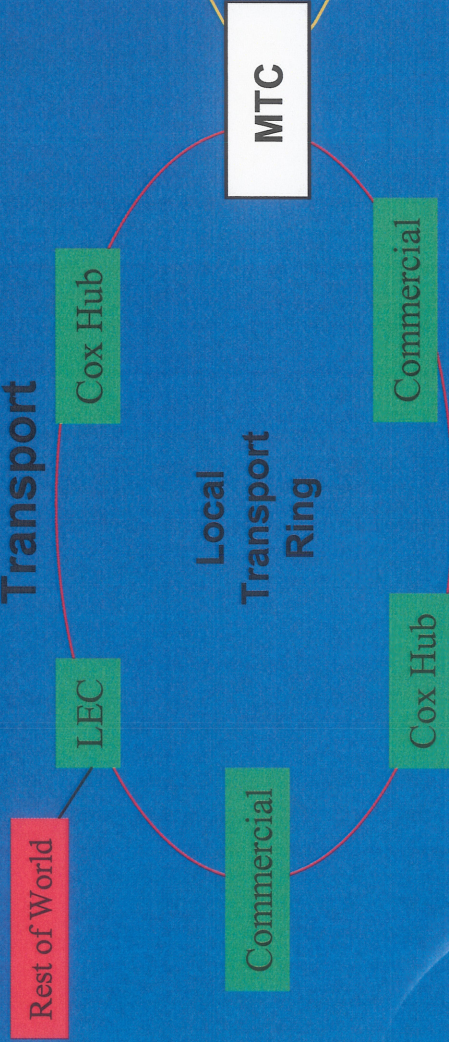 Transport
Rest of World
LEC
Cox Hub
MTC
Local
Transport
Ring
Commercial
Cox Hub
Commercial